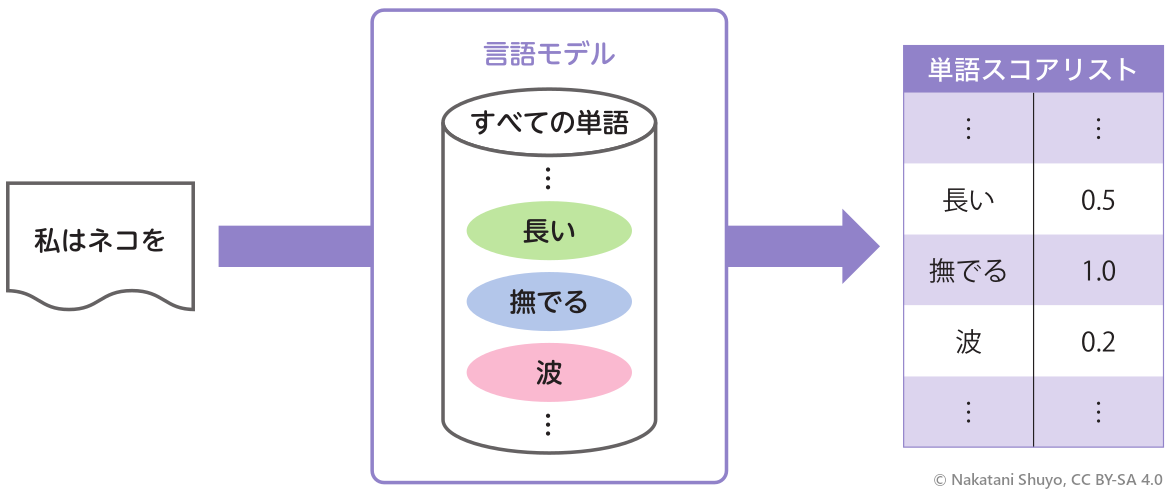 私はネコを
言語モデル
すべての単語
⋮
長い
撫でる
波
⋮
単語スコアリスト
⋮ ⋮
長い 0.5
撫でる 1.0
波 0.2
⋮ ⋮
© Nakatani Shuyo, CC BY-SA 4.0